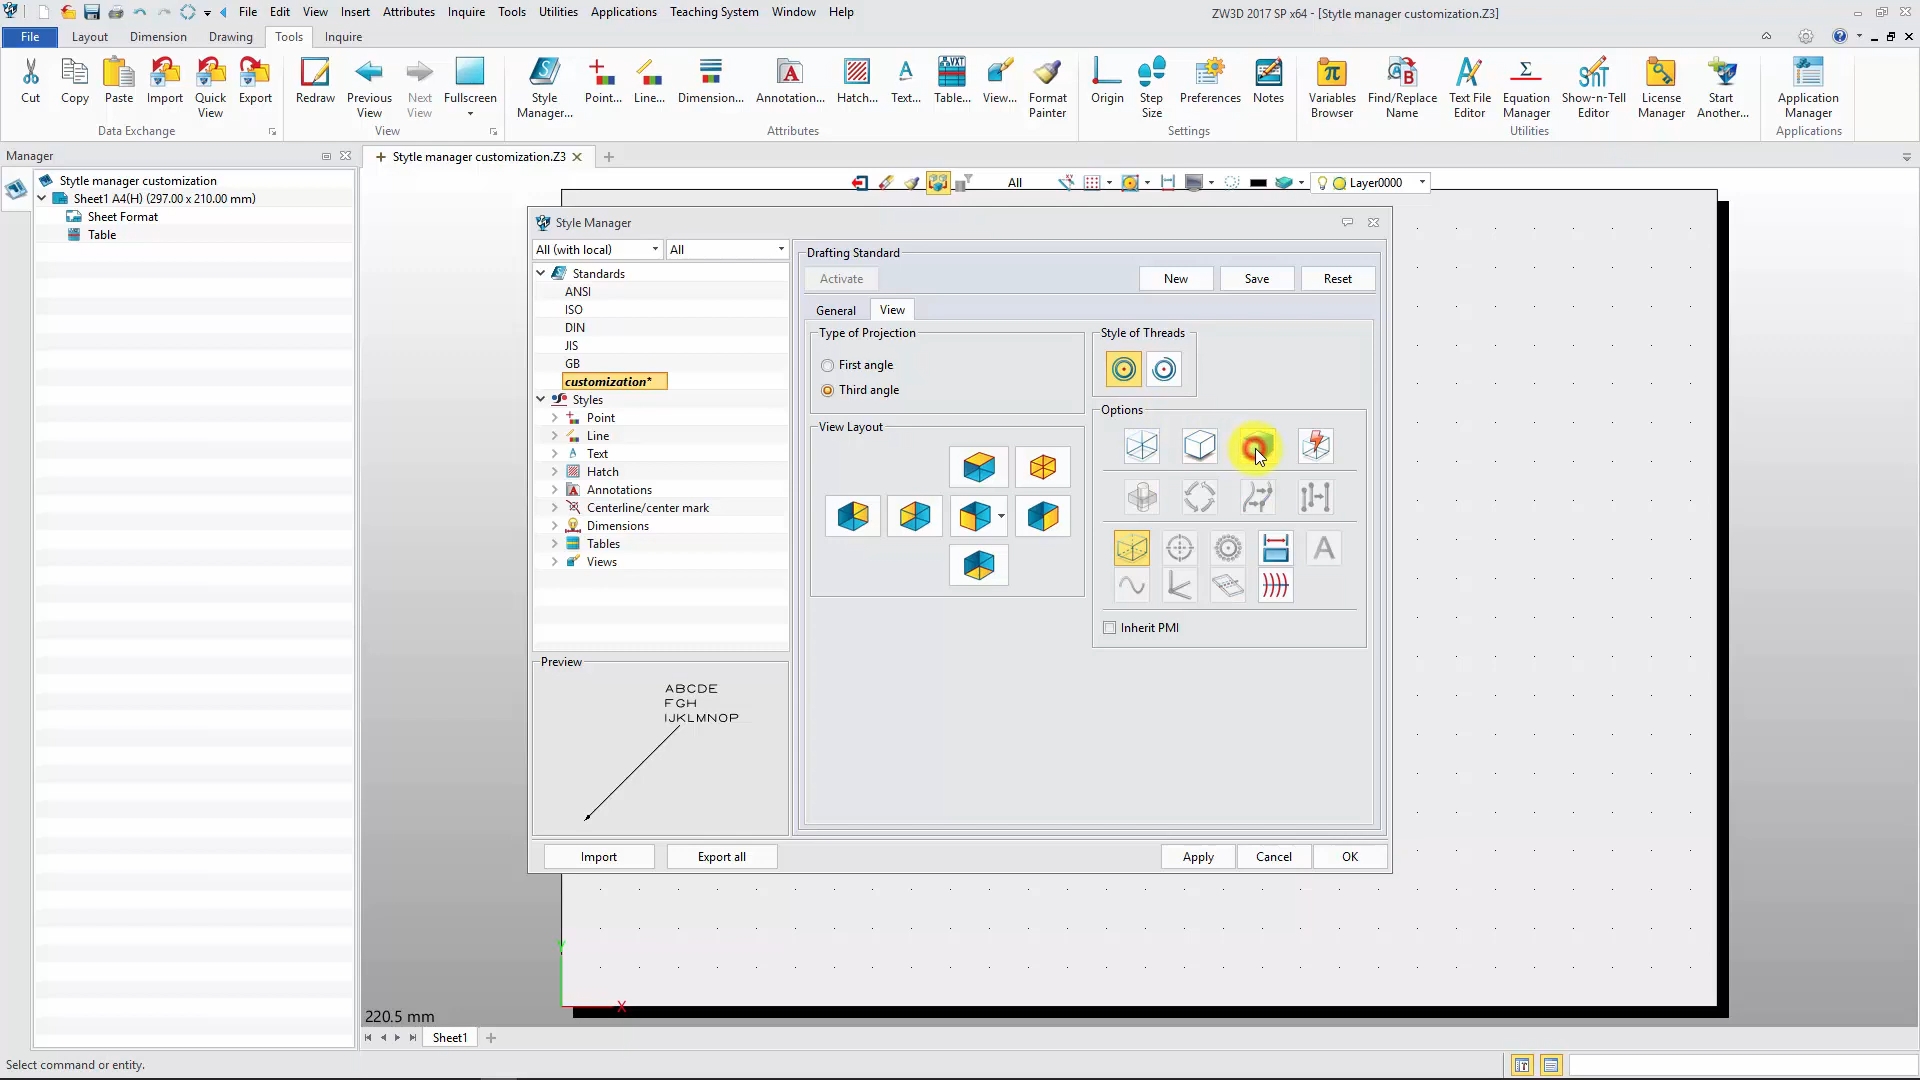 File Edit View Insert Attributes Inquire Tools Utilities Applications Teaching System Window Help
ZW3D 2017 SP x64 - [Stytle manager customization.Z3]
File Layout Dimension Drawing Tools Inquire
Cut Copy Paste Import Quick View Export
Redraw Previous View Next View Fullscreen
Style Manager... Point... Line... Dimension... Annotation... Hatch... Text... Table... View... Format Painter
Origin Step Size Preferences Notes
Variables Browser Find/Replace Name Text File Editor Equation Manager Show-n-Tell Editor License Manager Start Another...
Application Manager
Data Exchange View Attributes Settings Utilities Applications
Manager
Stytle manager customization.Z3
Stytle manager customization
Sheet1 A4(H) (297.00 x 210.00 mm)
Sheet Format
Table
All
Layer0000
Style Manager
All (with local) All
Standards
ANSI
ISO
DIN
JIS
GB
customization*
Styles
Point
Line
Text
Hatch
Annotations
Centerline/center mark
Dimensions
Tables
Views
Preview
ABCDE
FGH
IJKLMNOP
Drafting Standard
Activate New Save Reset
General View
Type of Projection
First angle
Third angle
View Layout
Style of Threads
Options
Inherit PMI
Import Export all Apply Cancel OK
Y
X
220.5 mm
Sheet1
Select command or entity.